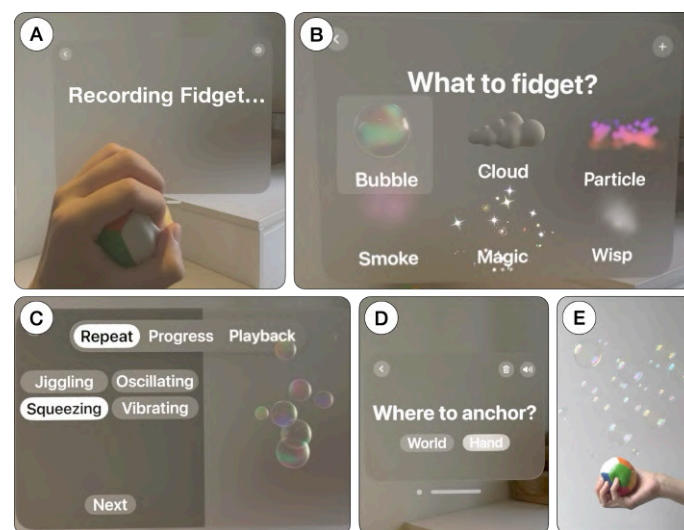 A
Recording Fidget...
B
What to fidget?
Bubble
Cloud
Particle
Smoke
Magic
Wisp
C
Repeat Progress Playback
Jiggling Oscillating
Squeezing Vibrating
Next
D
Where to anchor?
World Hand
E